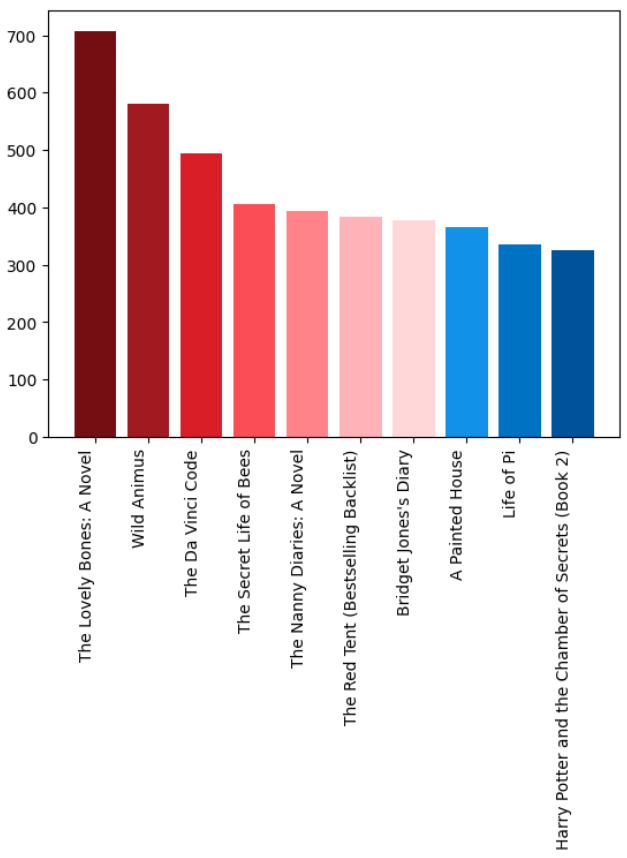 700
600
500
400
300
200
100
0
The Lovely Bones: A Novel
Wild Animus
The Da Vinci Code
The Secret Life of Bees
The Nanny Diaries: A Novel
The Red Tent (Bestselling Backlist)
Bridget Jones's Diary
A Painted House
Life of Pi
Harry Potter and the Chamber of Secrets (Book 2)